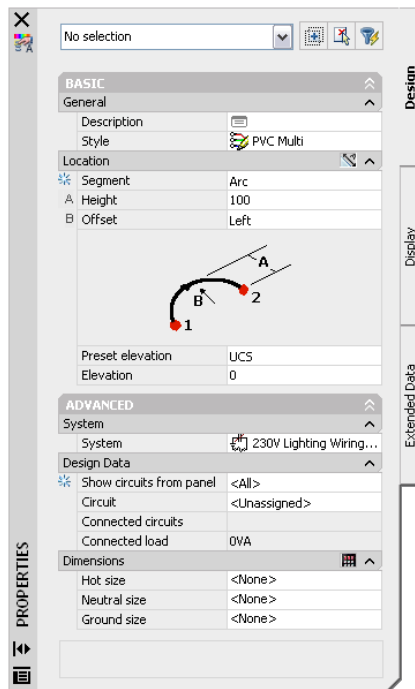 No selection
BASIC
General
Description
Style PVC Multi
Location
Segment Arc
A Height 100
B Offset Left
A
B
2
1
Preset elevation UCS
Elevation 0
ADVANCED
System
System 230V Lighting Wiring...
Design Data
Show circuits from panel <All>
Circuit <Unassigned>
Connected circuits
Connected load 0VA
Dimensions
Hot size <None>
Neutral size <None>
Ground size <None>
PROPERTIES
Design
Display
Extended Data